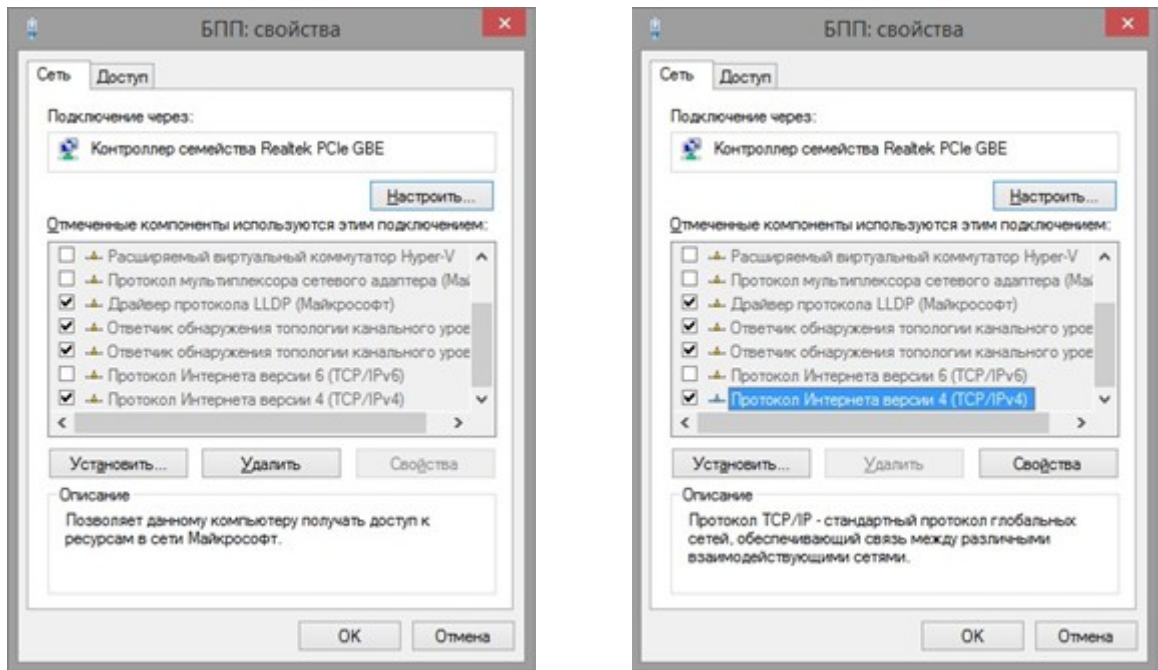 БПП: свойства
Сеть
Доступ
Подключение через:
Контроллер семейства Realtek PCIe GBE
Настроить...
Отмеченные компоненты используются этим подключением:
Расширяемый виртуальный коммутатор Hyper-V
Протокол мультиплексора сетевого адаптера (Май
Драйвер протокола LLDP (Майкрософт)
Ответчик обнаружения топологии канального уров
Ответчик обнаружения топологии канального уров
Протокол Интернета версии 6 (TCP/IPv6)
Протокол Интернета версии 4 (TCP/IPv4)
Установить...
Удалить
Свойства
Описание
Позволяет данному компьютеру получать доступ к
ресурсам в сети Майкрософт.
OK
Отмена
БПП: свойства
Сеть
Доступ
Подключение через:
Контроллер семейства Realtek PCIe GBE
Настроить...
Отмеченные компоненты используются этим подключением:
Расширяемый виртуальный коммутатор Hyper-V
Протокол мультиплексора сетевого адаптера (Май
Драйвер протокола LLDP (Майкрософт)
Ответчик обнаружения топологии канального уров
Ответчик обнаружения топологии канального уров
Протокол Интернета версии 6 (TCP/IPv6)
Протокол Интернета версии 4 (TCP/IPv4)
Установить...
Удалить
Свойства
Описание
Протокол TCP/IP - стандартный протокол глобальных
сетей, обеспечивающий связь между различными
взаимодействующими сетями.
OK
Отмена